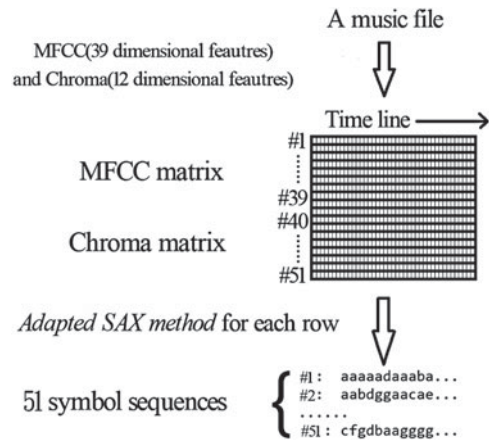 A music file
MFCC(39 dimensional feautres)
and Chroma(12 dimensional feautres)
Time line
#1
MFCC matrix
#39
#40
Chroma matrix
#51
Adapted SAX method for each row
51 symbol sequences
#1: aaaaadaaaba...
#2: aabdggaacae...
......
#51: cfgdbaagggg...